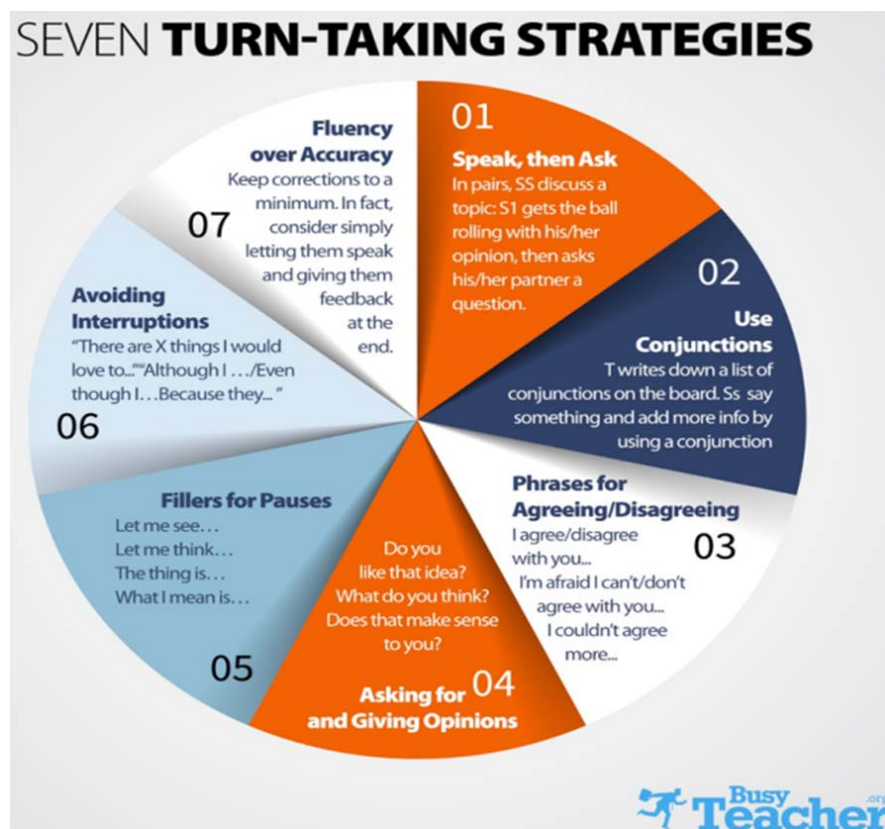 SEVEN TURN-TAKING STRATEGIES
01
Speak, then Ask
In pairs, SS discuss a
topic: S1 gets the ball
rolling with his/her
opinion, then asks
his/her partner a
question.
02
Use
Conjunctions
T writes down a list of
conjunctions on the board. Ss say
something and add more info by
using a conjunction
Phrases for
Agreeing/Disagreeing
I agree/disagree
with you...
I'm afraid I can't/don't
agree with you...
I couldn't agree
more...
03
Do you
like that idea?
What do you think?
Does that make sense
to you?
04
Asking for
and Giving Opinions
Fillers for Pauses
Let me see...
Let me think...
The thing is...
What I mean is...
05
Avoiding
Interruptions
"There are X things I would
love to...""Although I .../Even
though I...Because they... "
06
Fluency
over Accuracy
Keep corrections to a
minimum. In fact,
consider simply
letting them speak
and giving them
feedback
at the
end.
07
Busy
Teacher
.org